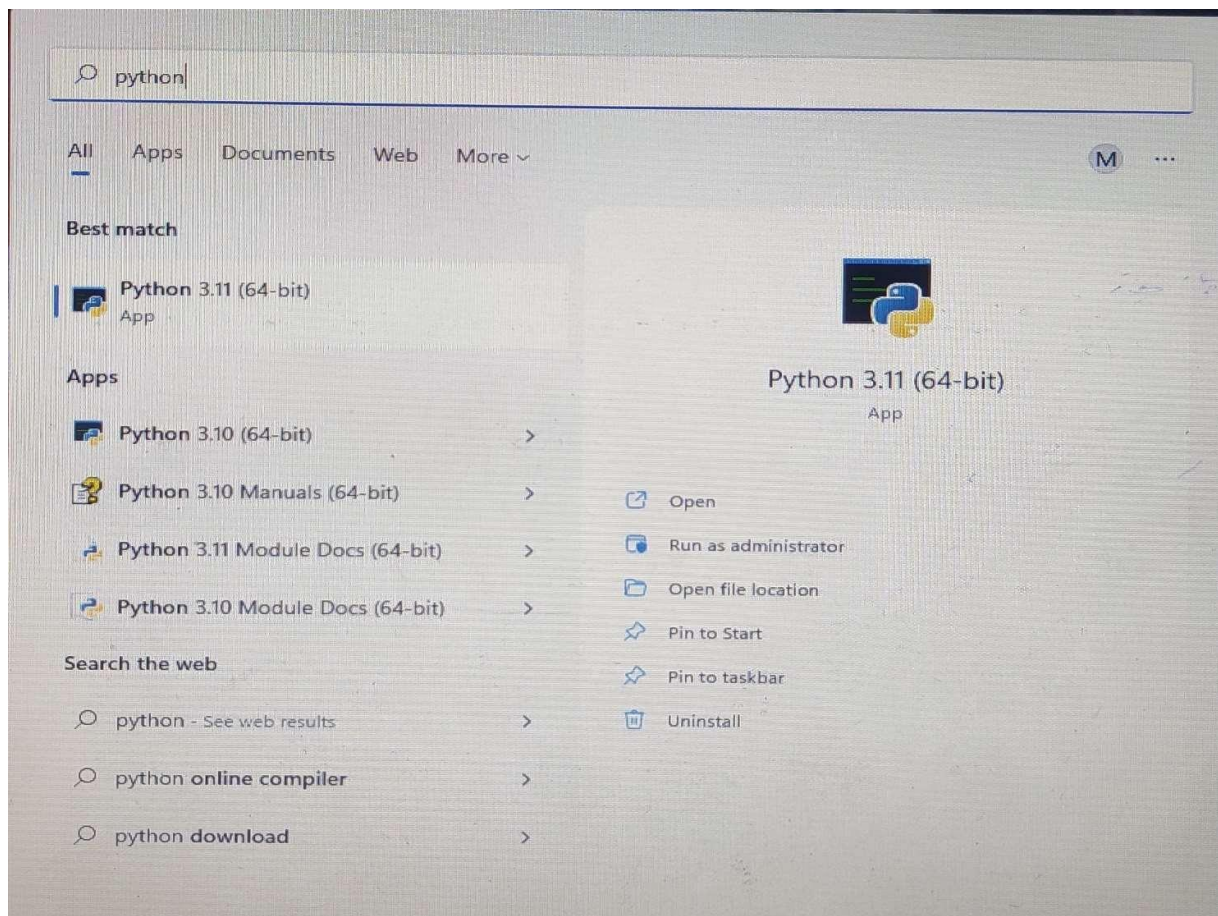 python
All Apps Documents Web More
M ...
Best match
Python 3.11 (64-bit)
App
Apps
Python 3.10 (64-bit)
Python 3.10 Manuals (64-bit)
Python 3.11 Module Docs (64-bit)
Python 3.10 Module Docs (64-bit)
Search the web
python - See web results
python online compiler
python download
Python 3.11 (64-bit)
App
Open
Run as administrator
Open file location
Pin to Start
Pin to taskbar
Uninstall